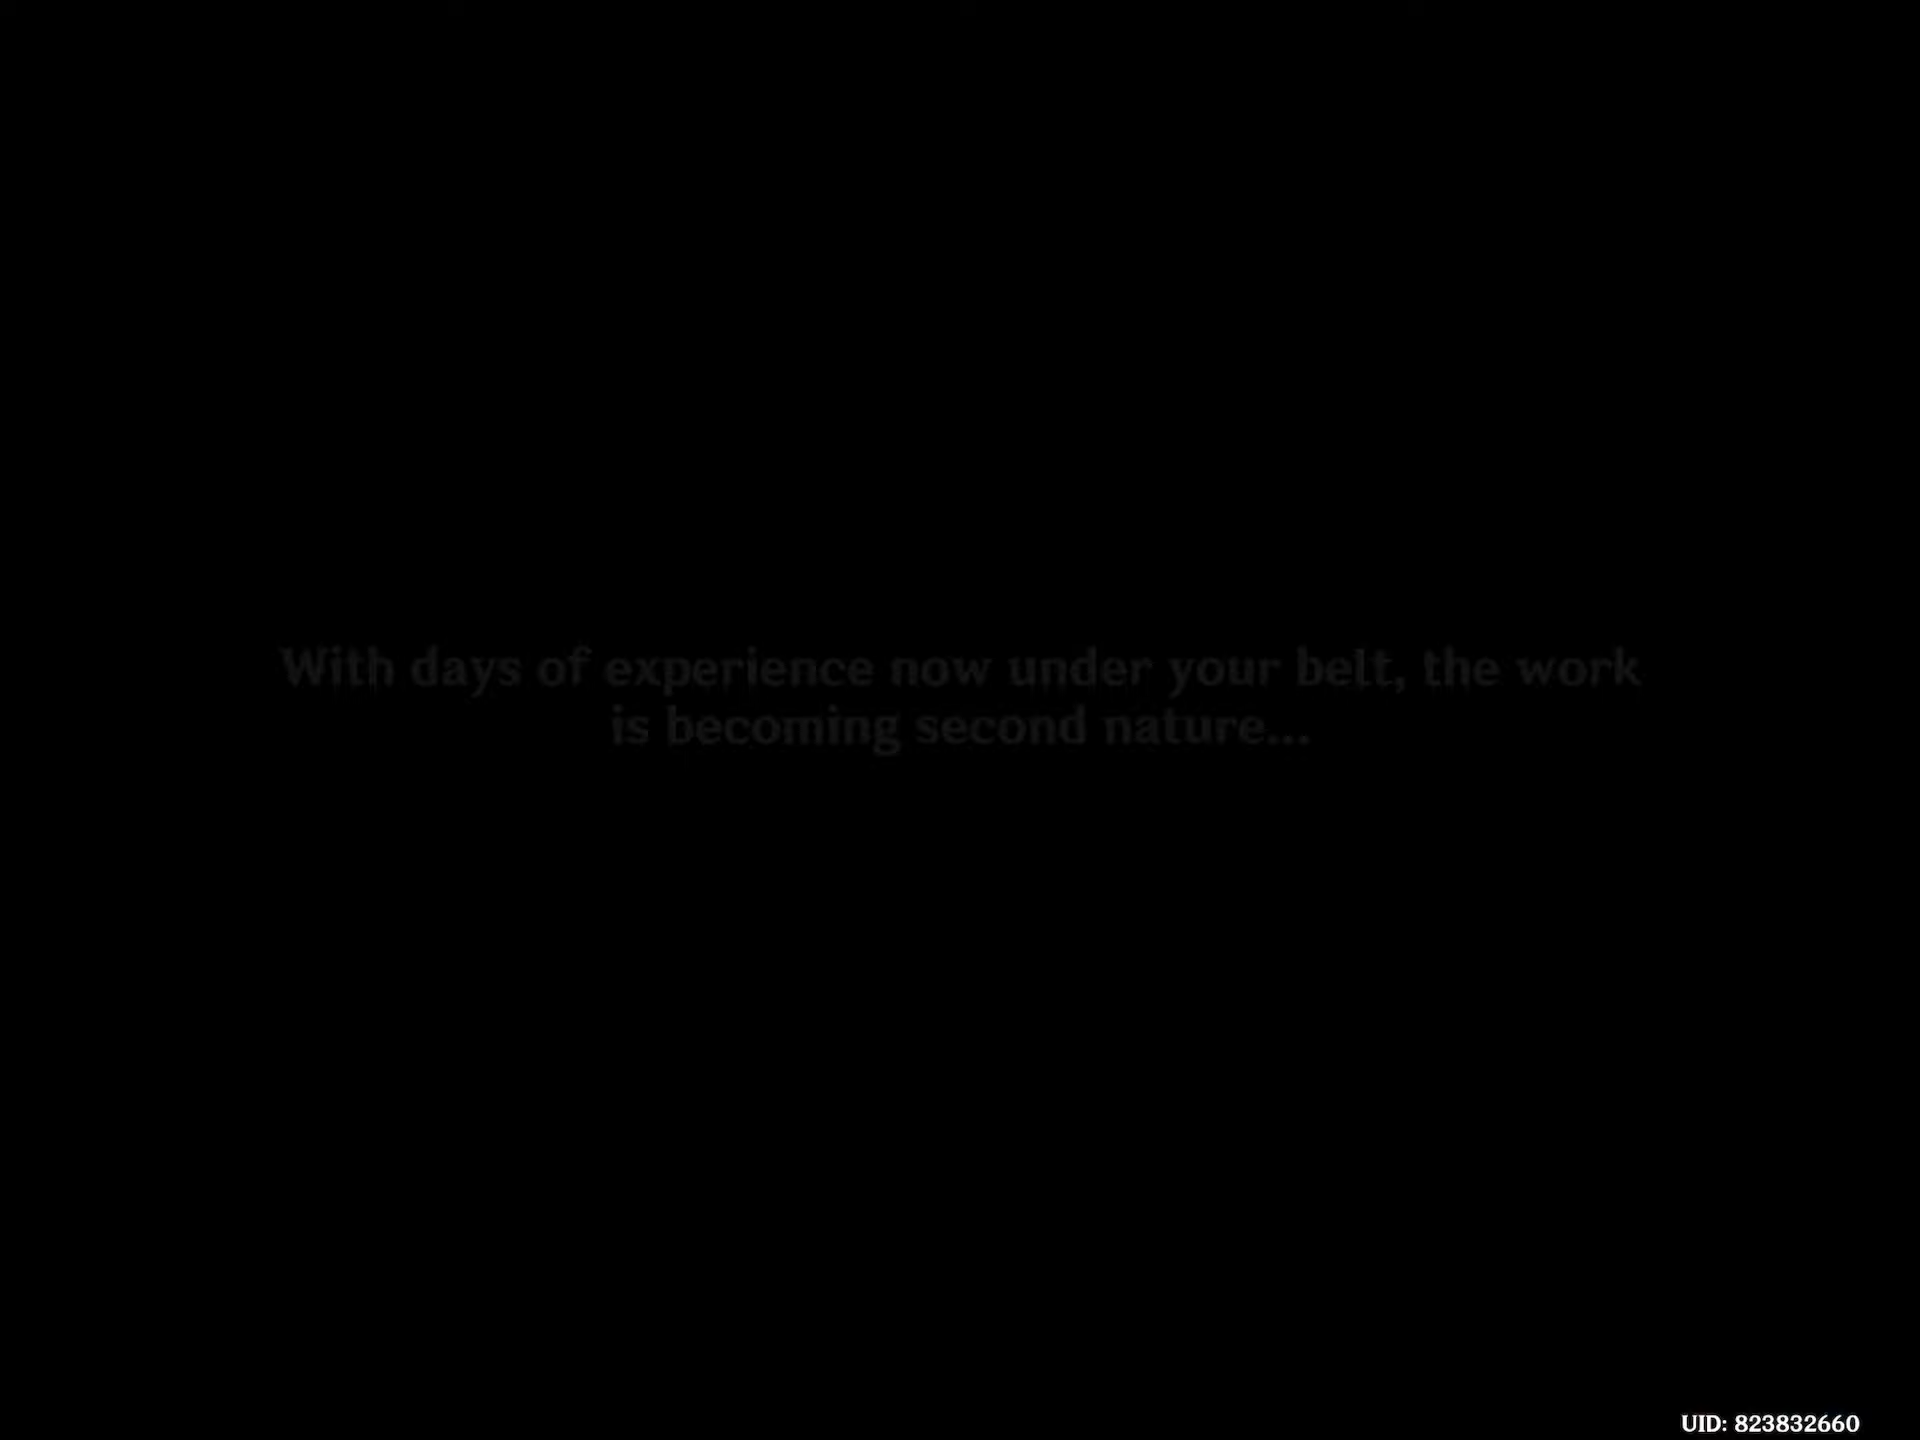 With days of experience now under your belt, the work
is becoming second nature...
UID: 823832660